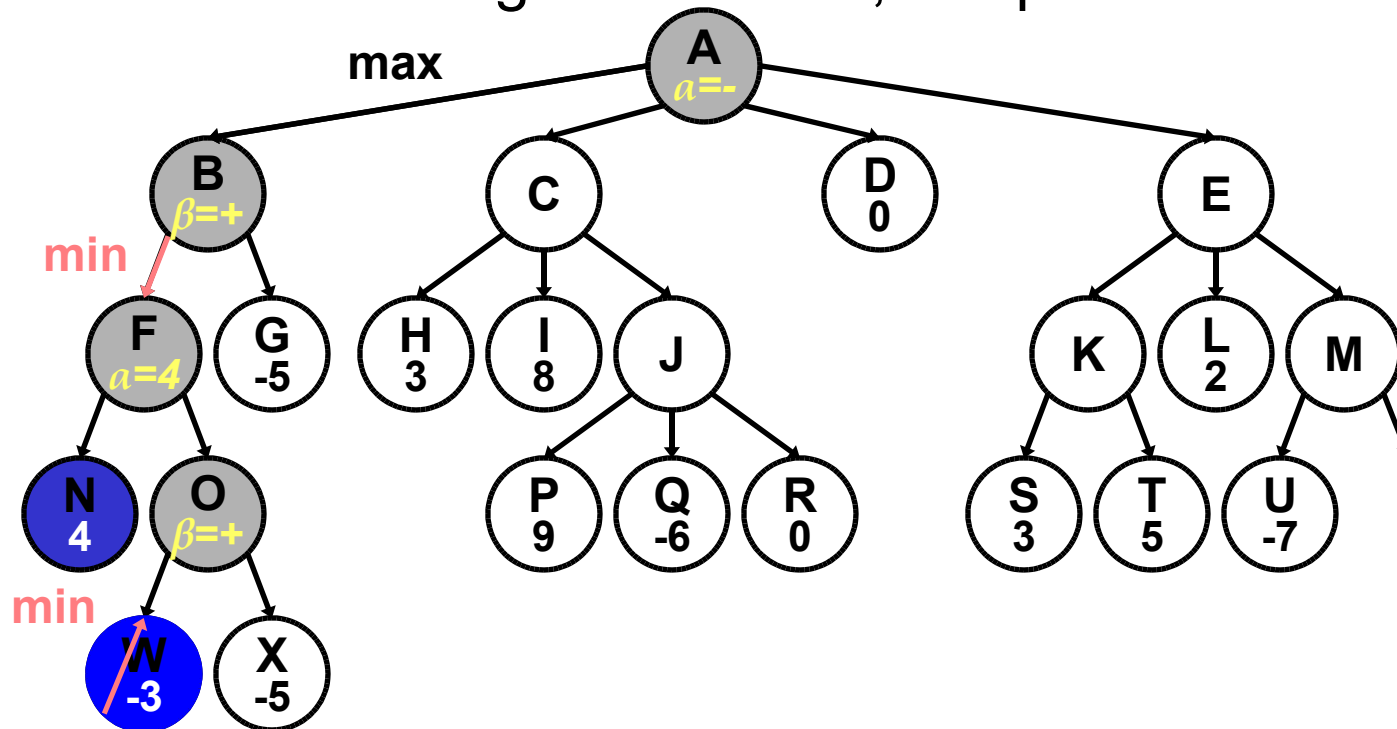 A
α=-
max
B
β=+
C
D
0
E
min
F
α=4
G
-5
H
3
I
8
J
K
L
2
M
N
4
O
β=+
P
9
Q
-6
R
0
S
3
T
5
U
-7
min
W
-3
X
-5